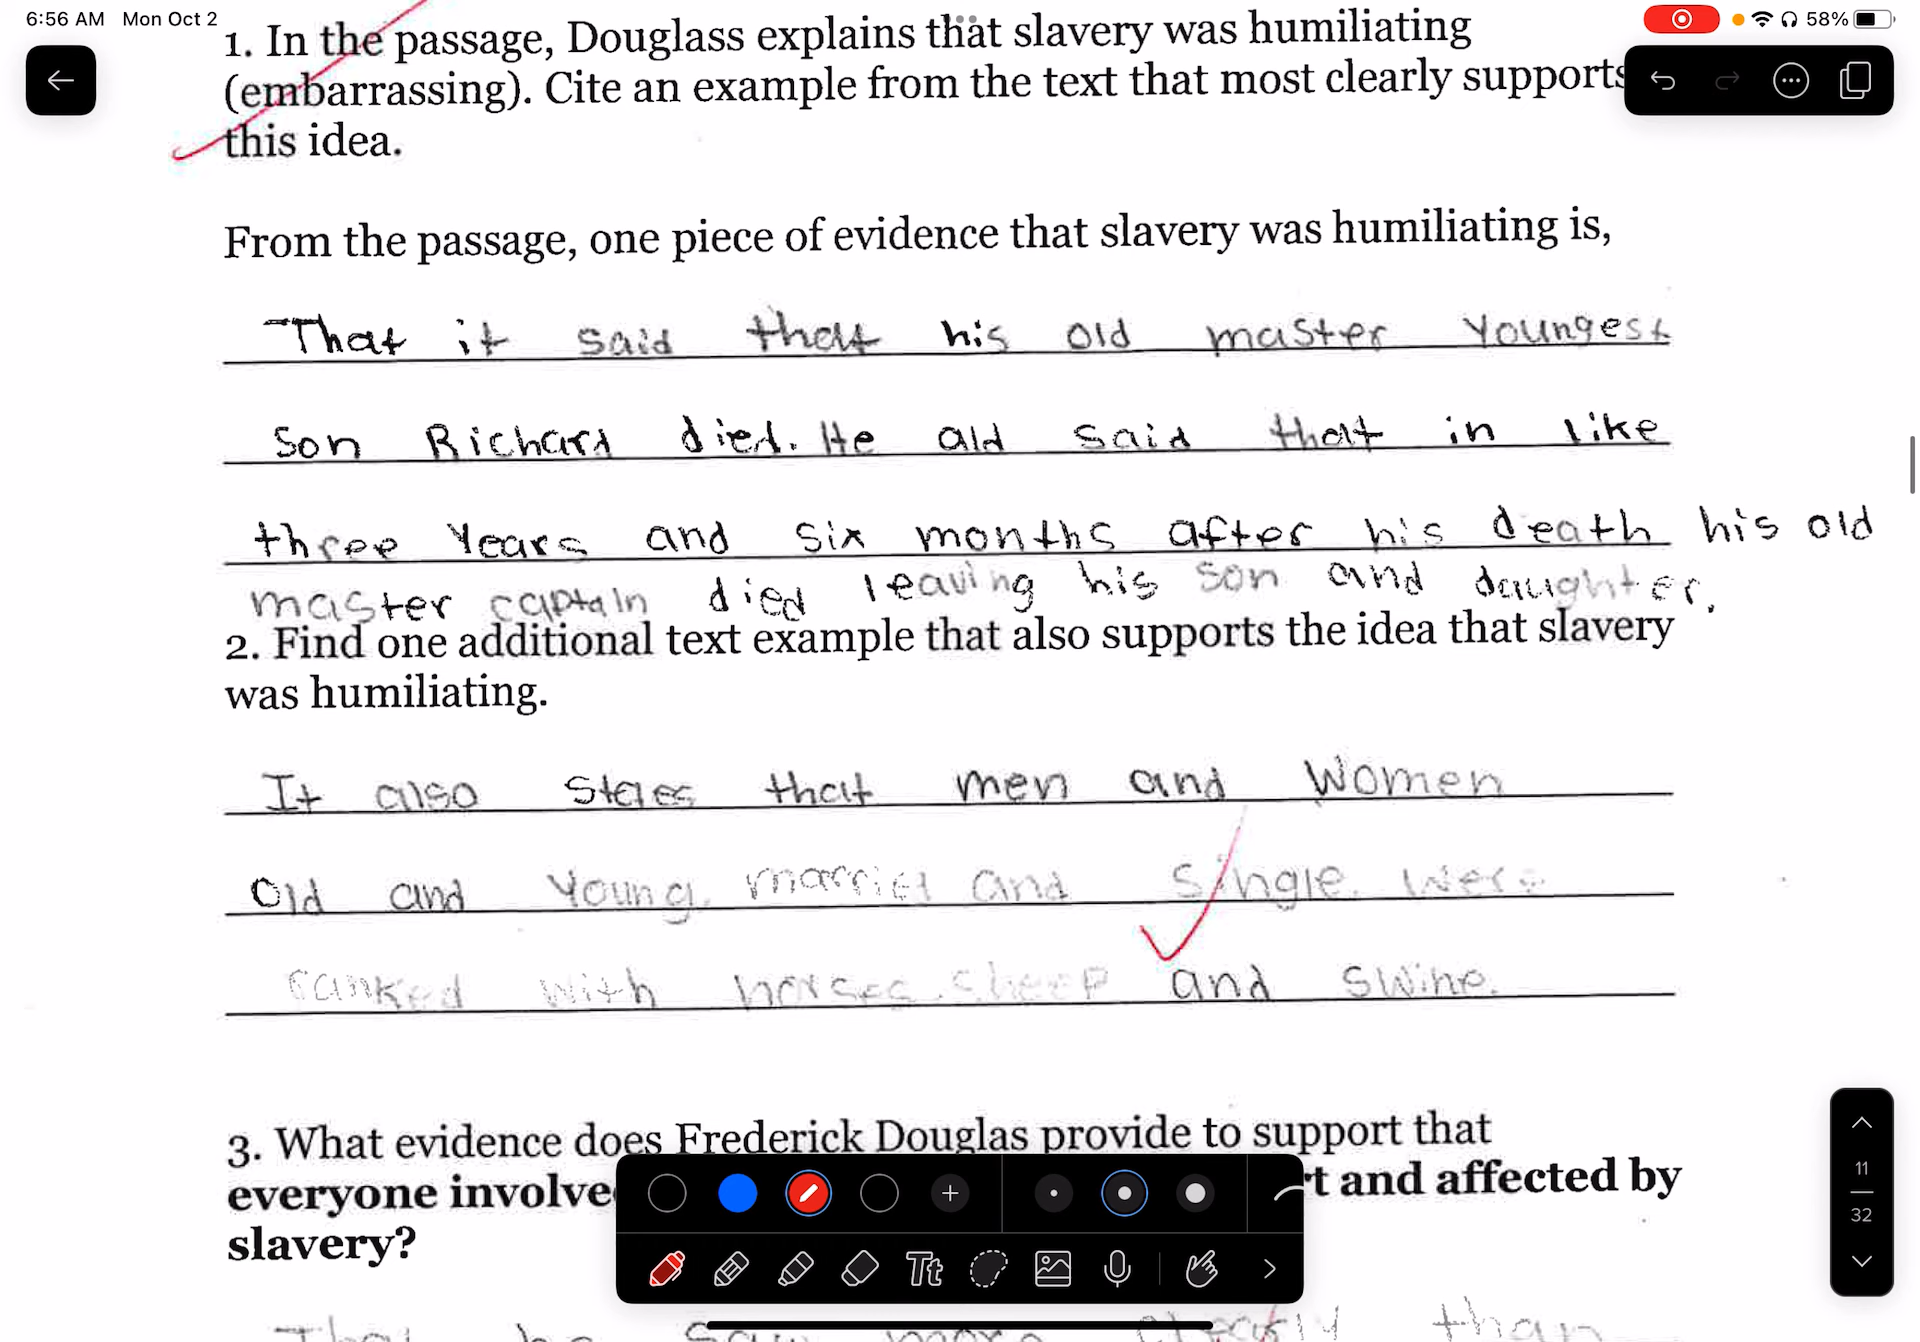 6:56 AM Mon Oct 2
58%
1. In the passage, Douglass explains that slavery was humiliating
(embarrassing). Cite an example from the text that most clearly supports
this idea.
From the passage, one piece of evidence that slavery was humiliating is,
That it said that his old master Youngest
Son Richard died. He ald said that in like
three Years and six months after his death his old
master captain died leaving his son and daughter.
2. Find one additional text example that also supports the idea that slavery
was humiliating.
It also states that men and Women
Old and Young, married and Single. Were
ranked with horses. sheep and swine.
3. What evidence does Frederick Douglas provide to support that
everyone involve t and affected by
slavery?
Tt
11
32
That he saw more than